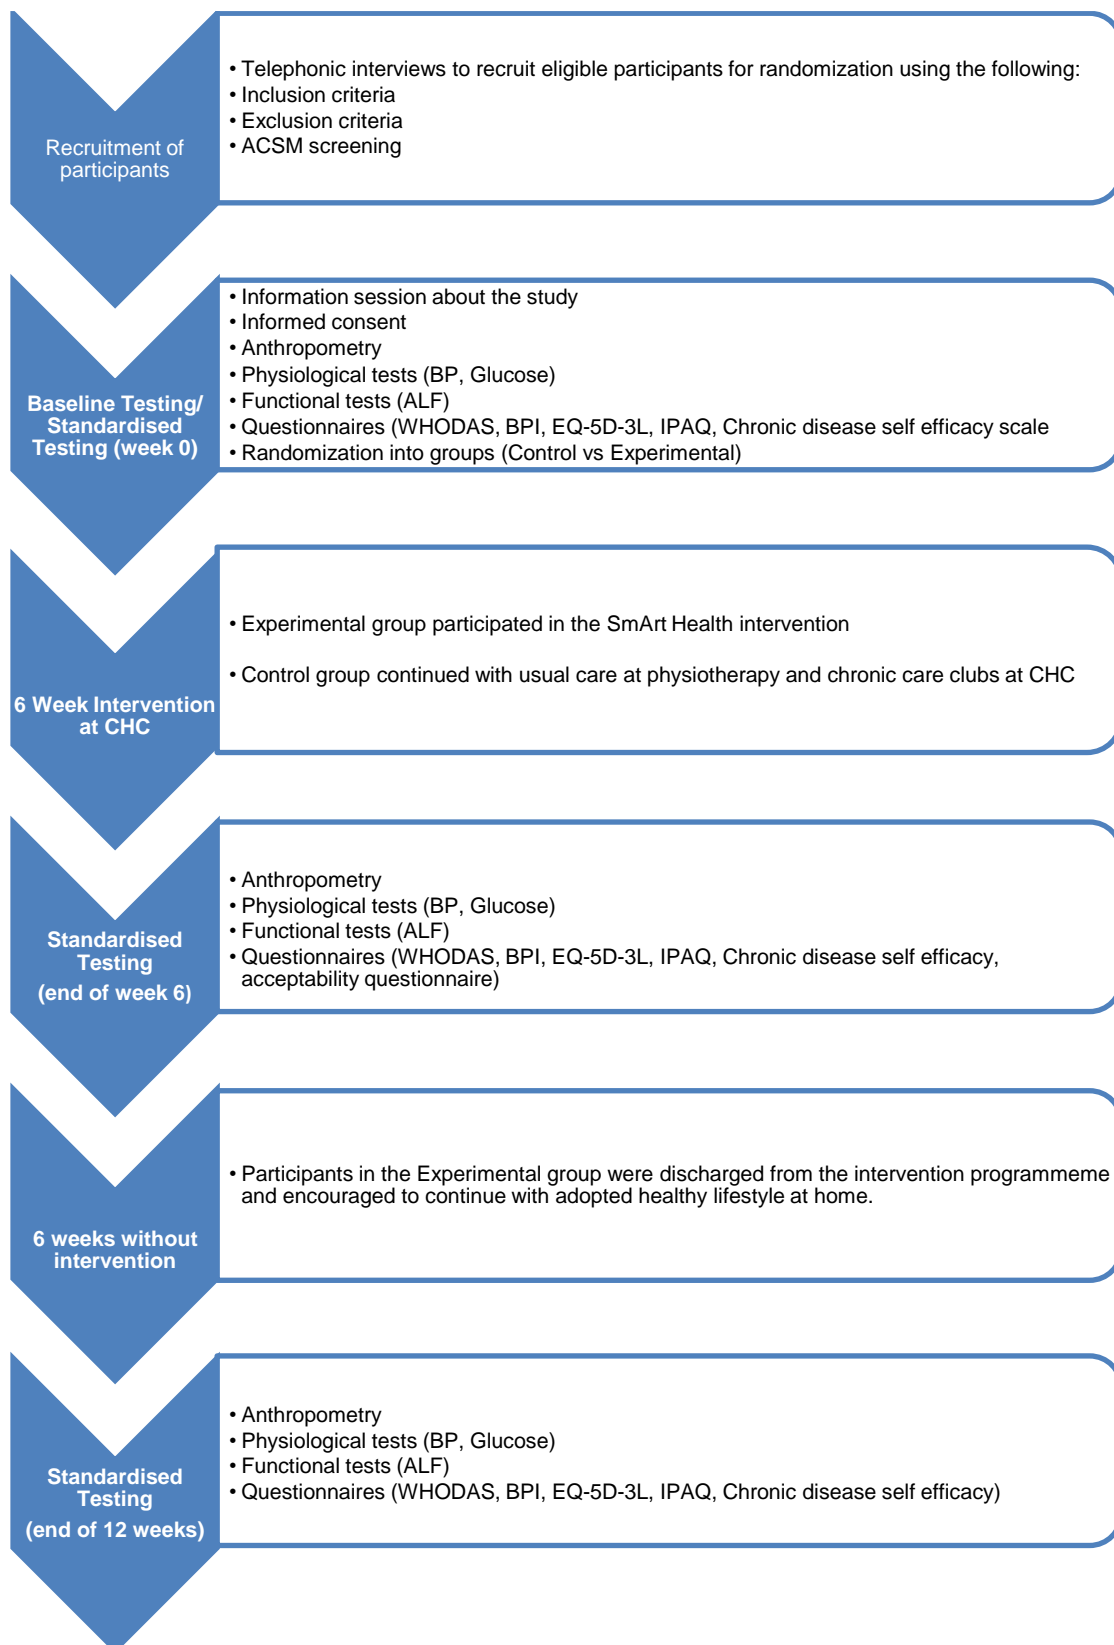 Recruitment of
participants
• Telephonic interviews to recruit eligible participants for randomization using the following:
• Inclusion criteria
• Exclusion criteria
• ACSM screening
Baseline Testing/
Standardised
Testing (week 0)
• Information session about the study
• Informed consent
• Anthropometry
• Physiological tests (BP, Glucose)
• Functional tests (ALF)
• Questionnaires (WHODAS, BPI, EQ-5D-3L, IPAQ, Chronic disease self efficacy scale
• Randomization into groups (Control vs Experimental)
6 Week Intervention
at CHC
• Experimental group participated in the SmArt Health intervention
• Control group continued with usual care at physiotherapy and chronic care clubs at CHC
Standardised
Testing
(end of week 6)
• Anthropometry
• Physiological tests (BP, Glucose)
• Functional tests (ALF)
• Questionnaires (WHODAS, BPI, EQ-5D-3L, IPAQ, Chronic disease self efficacy,
acceptability questionnaire)
6 weeks without
intervention
• Participants in the Experimental group were discharged from the intervention programmeme
and encouraged to continue with adopted healthy lifestyle at home.
Standardised
Testing
(end of 12 weeks)
• Anthropometry
• Physiological tests (BP, Glucose)
• Functional tests (ALF)
• Questionnaires (WHODAS, BPI, EQ-5D-3L, IPAQ, Chronic disease self efficacy)